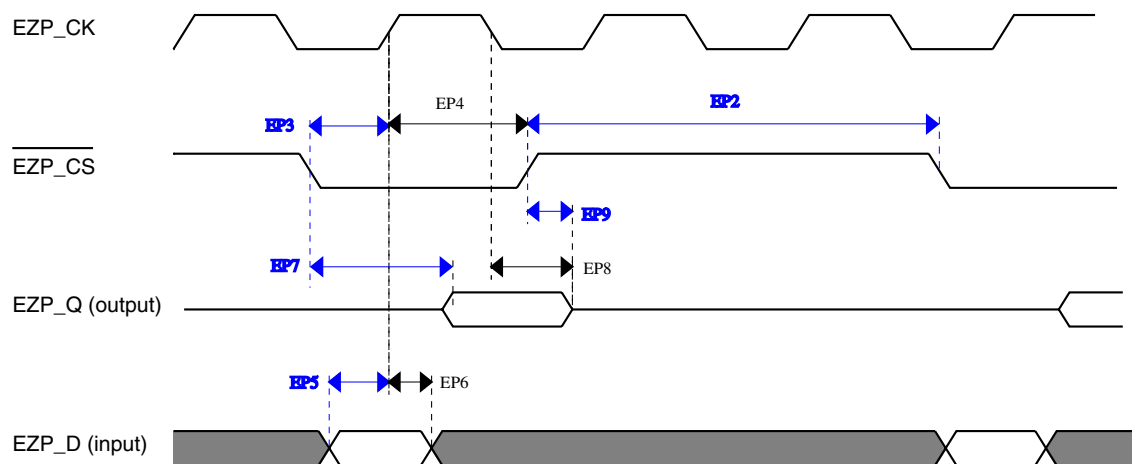 EZP_CK
EP4
EP2
EP3
EZP_CS
EP9
EP7
EP8
EZP_Q (output)
EP5
EP6
EZP_D (input)